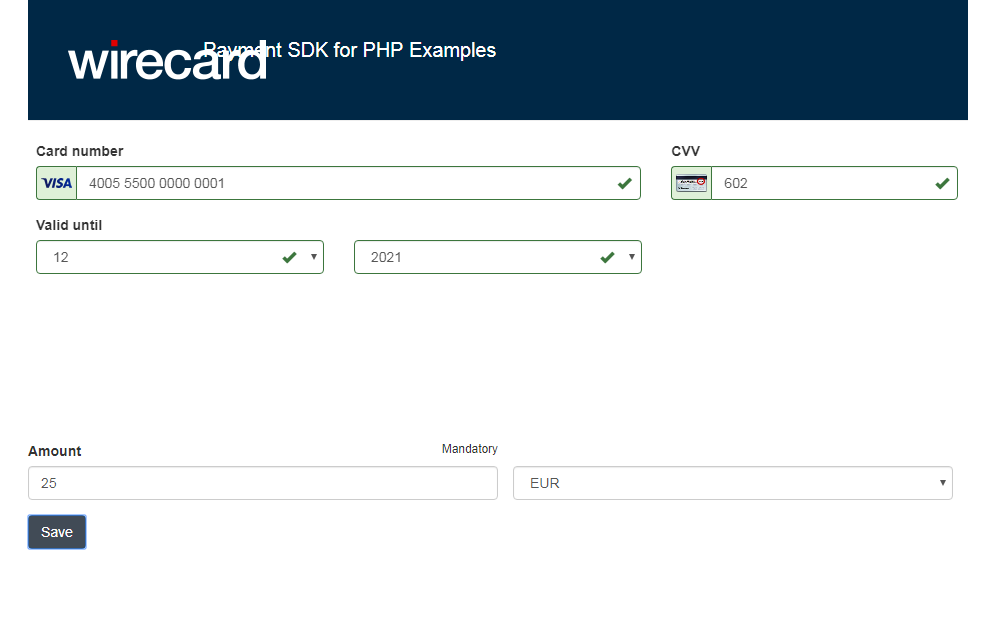 wirecard
Payment SDK for PHP Examples
Card number
CVV
VISA
4005 5500 0000 0001
602
Valid until
12
2021
Amount
Mandatory
25
EUR
Save